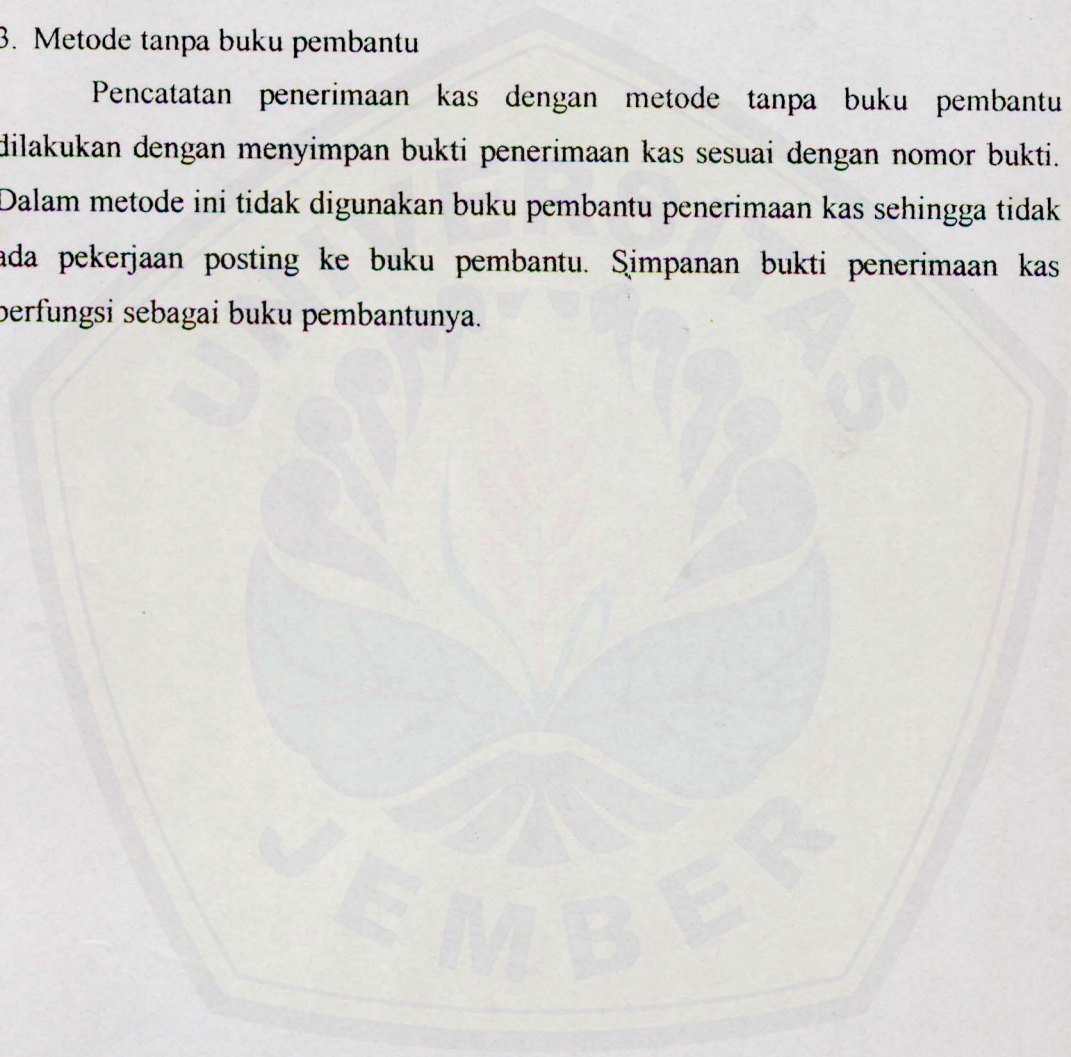 3. Metode tanpa buku pembantu
Pencatatan penerimaan kas dengan metode tanpa buku pembantu
dilakukan dengan menyimpan bukti penerimaan kas sesuai dengan nomor bukti.
Dalam metode ini tidak digunakan buku pembantu penerimaan kas sehingga tidak
ada pekerjaan posting ke buku pembantu. Simpanan bukti penerimaan kas
berfungsi sebagai buku pembantunya.
UNIVERSITAS
JEMBER